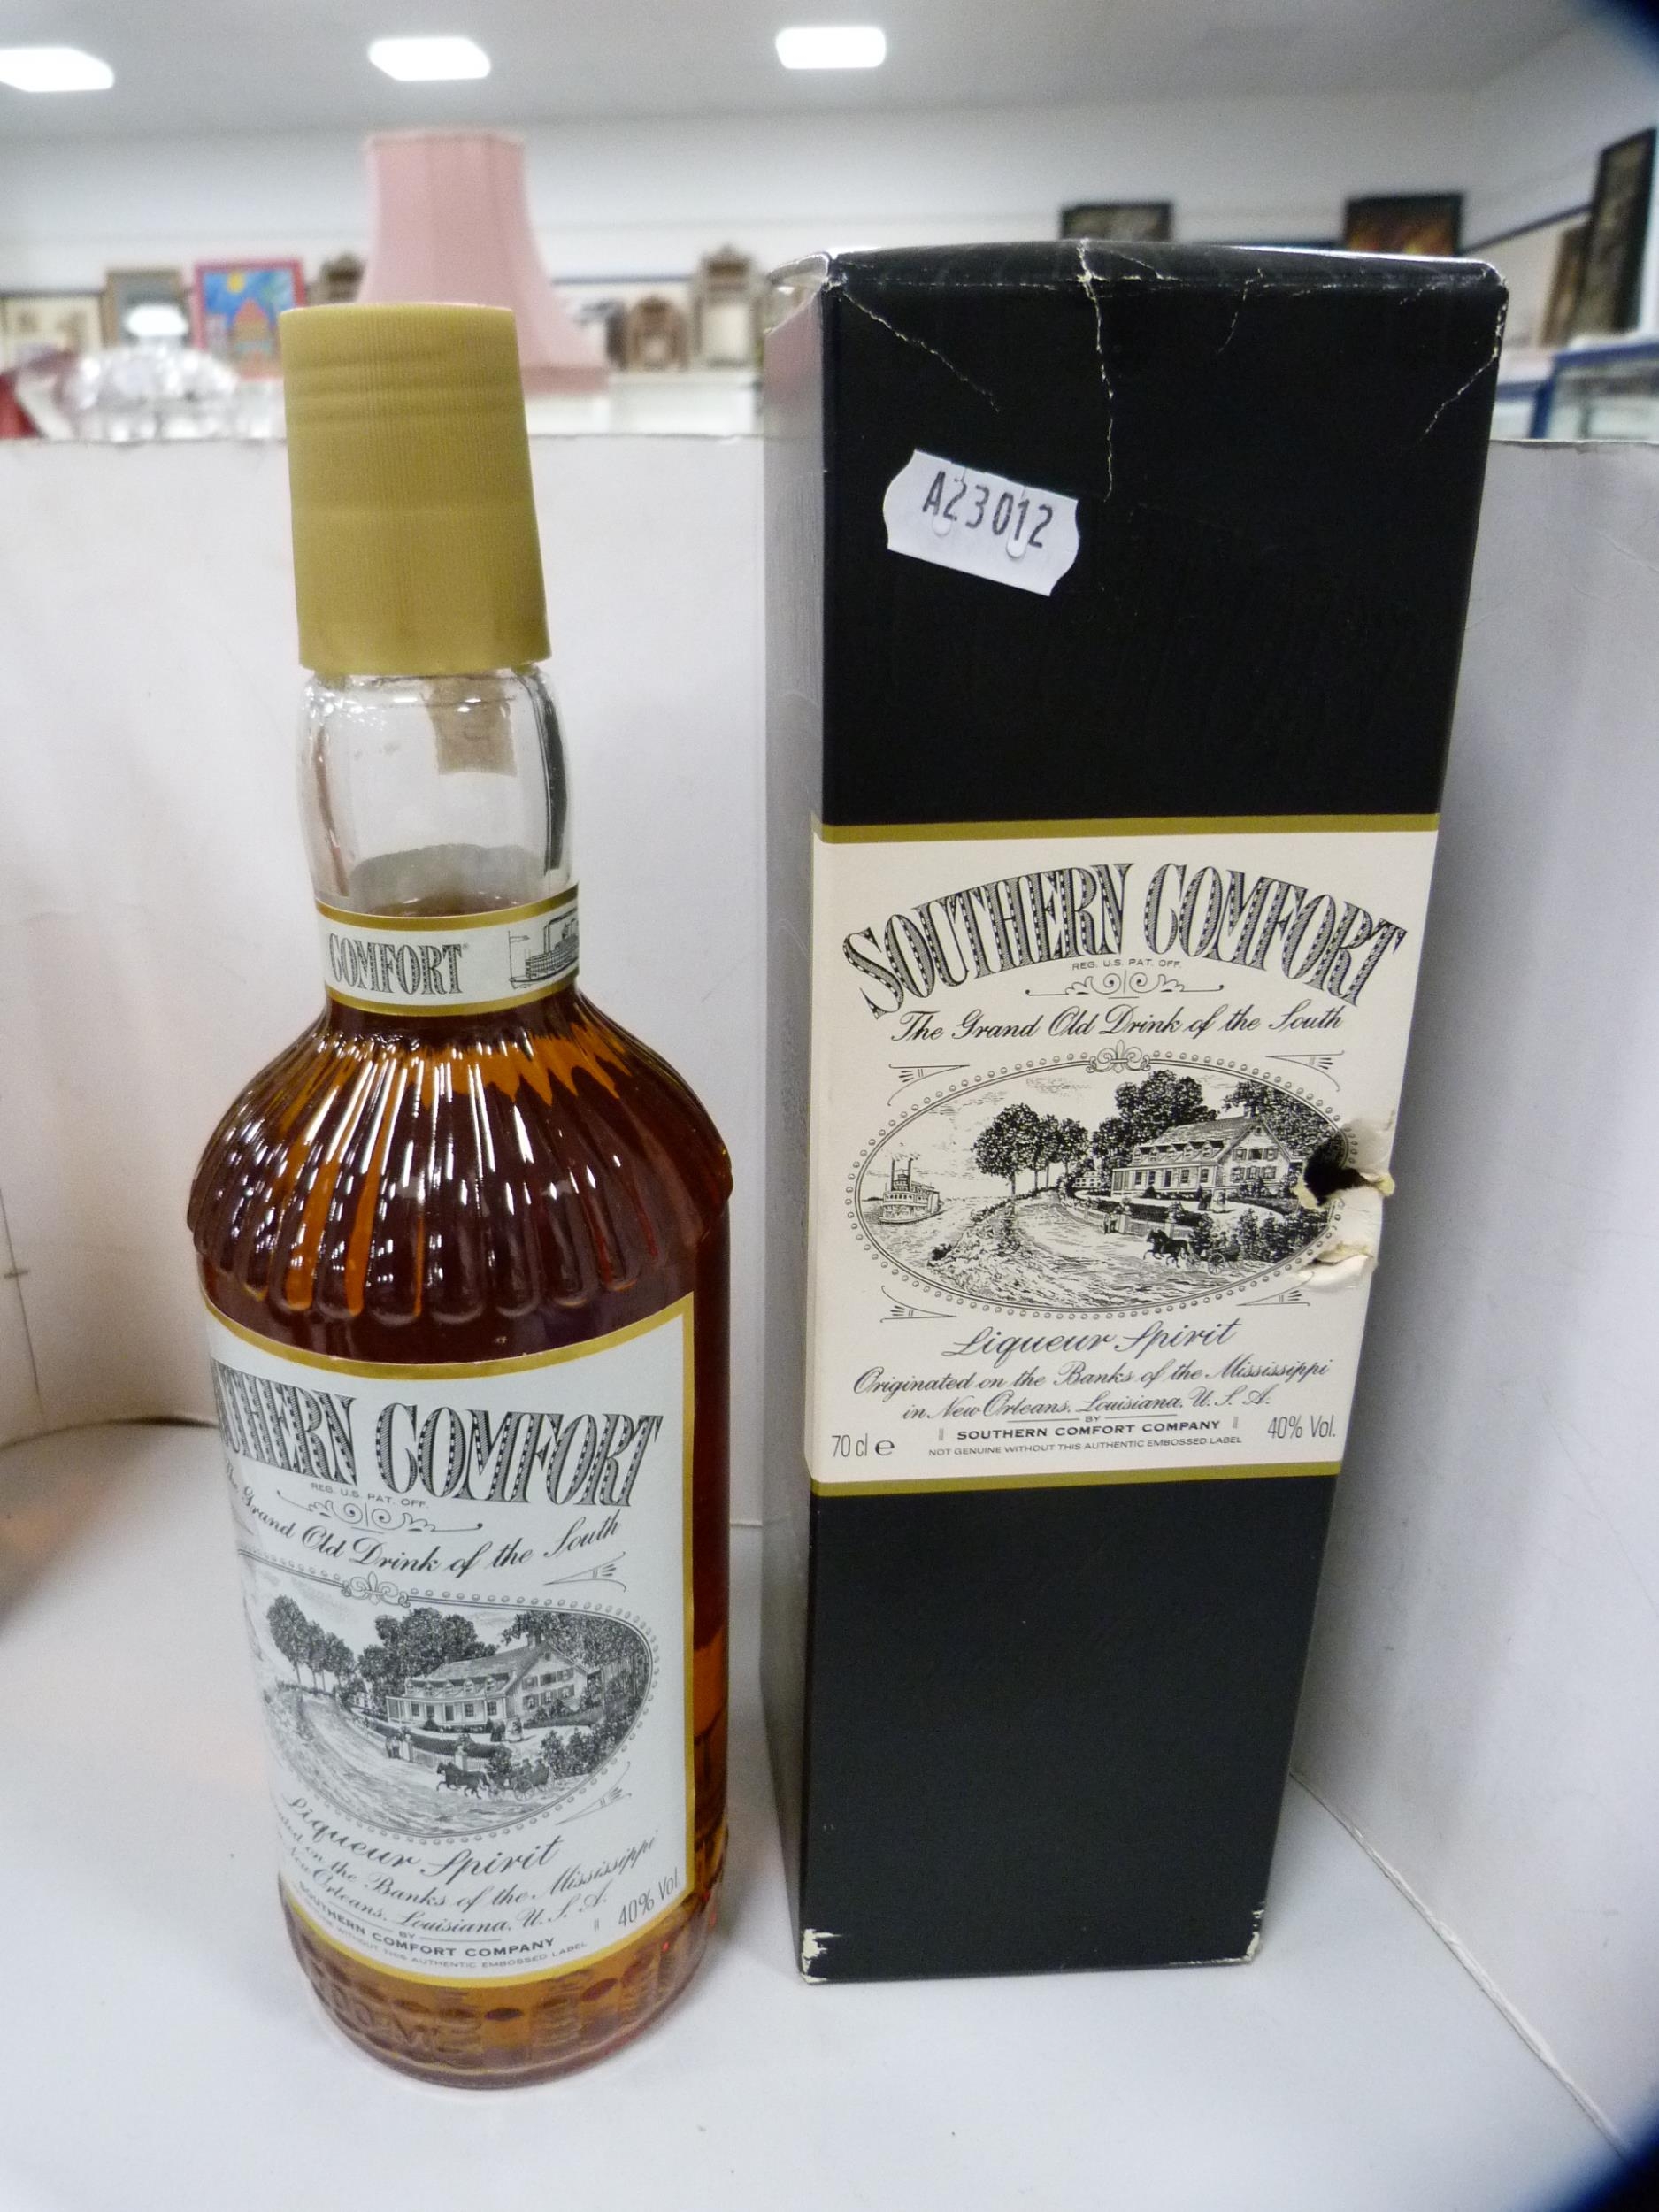 A23012
SOUTHERN COMFORT
REG. U.S. PAT. OFF.
The Grand Old Drink of the South
Liqueur Spirit
Originated on the Banks of the Mississippi
in New Orleans, Louisiana, U. S. A.
BY
SOUTHERN COMFORT COMPANY
NOT GENUINE WITHOUT THIS AUTHENTIC EMBOSSED LABEL
70 cl e
40% Vol.
COMFORT
THERN COMFORT
REG. U.S. PAT. OFF.
Grand Old Drink of the South
Liqueur Spirit
on the Banks of the Mississippi
New Orleans, Louisiana, U. S. A.
BY
SOUTHERN COMFORT COMPANY
WITHOUT THIS AUTHENTIC EMBOSSED LABEL
40% Vol